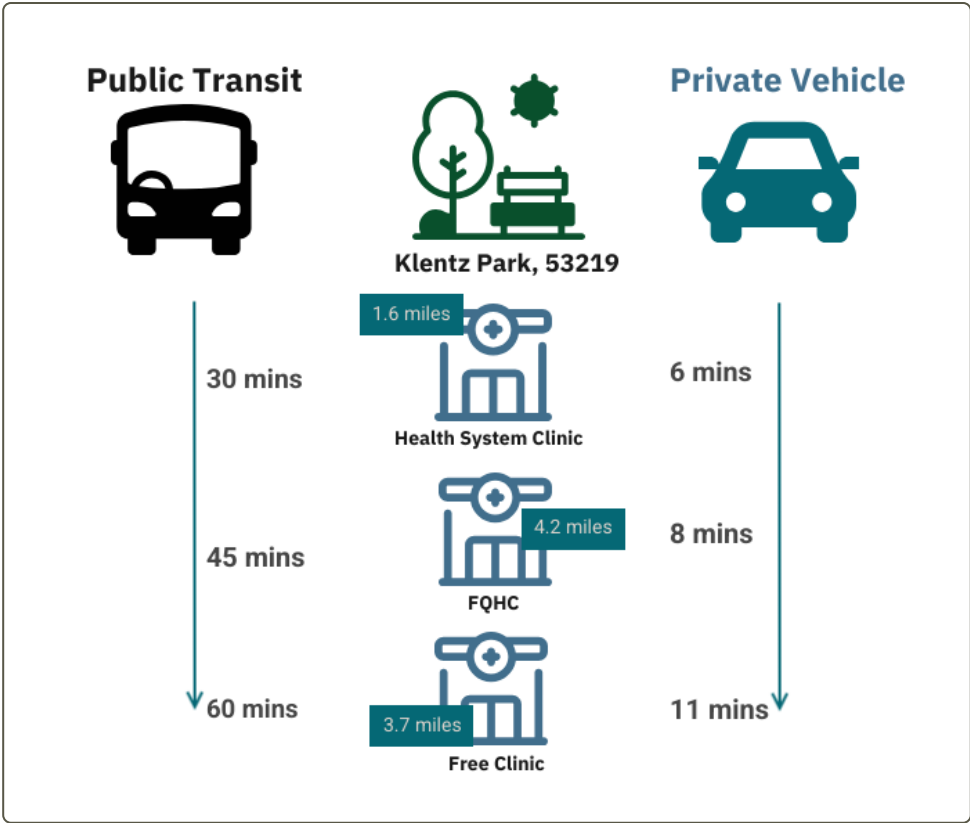 Public Transit
Private Vehicle
Klentz Park, 53219
1.6 miles
30 mins
6 mins
Health System Clinic
4.2 miles
45 mins
8 mins
FQHC
60 mins
3.7 miles
11 mins
Free Clinic